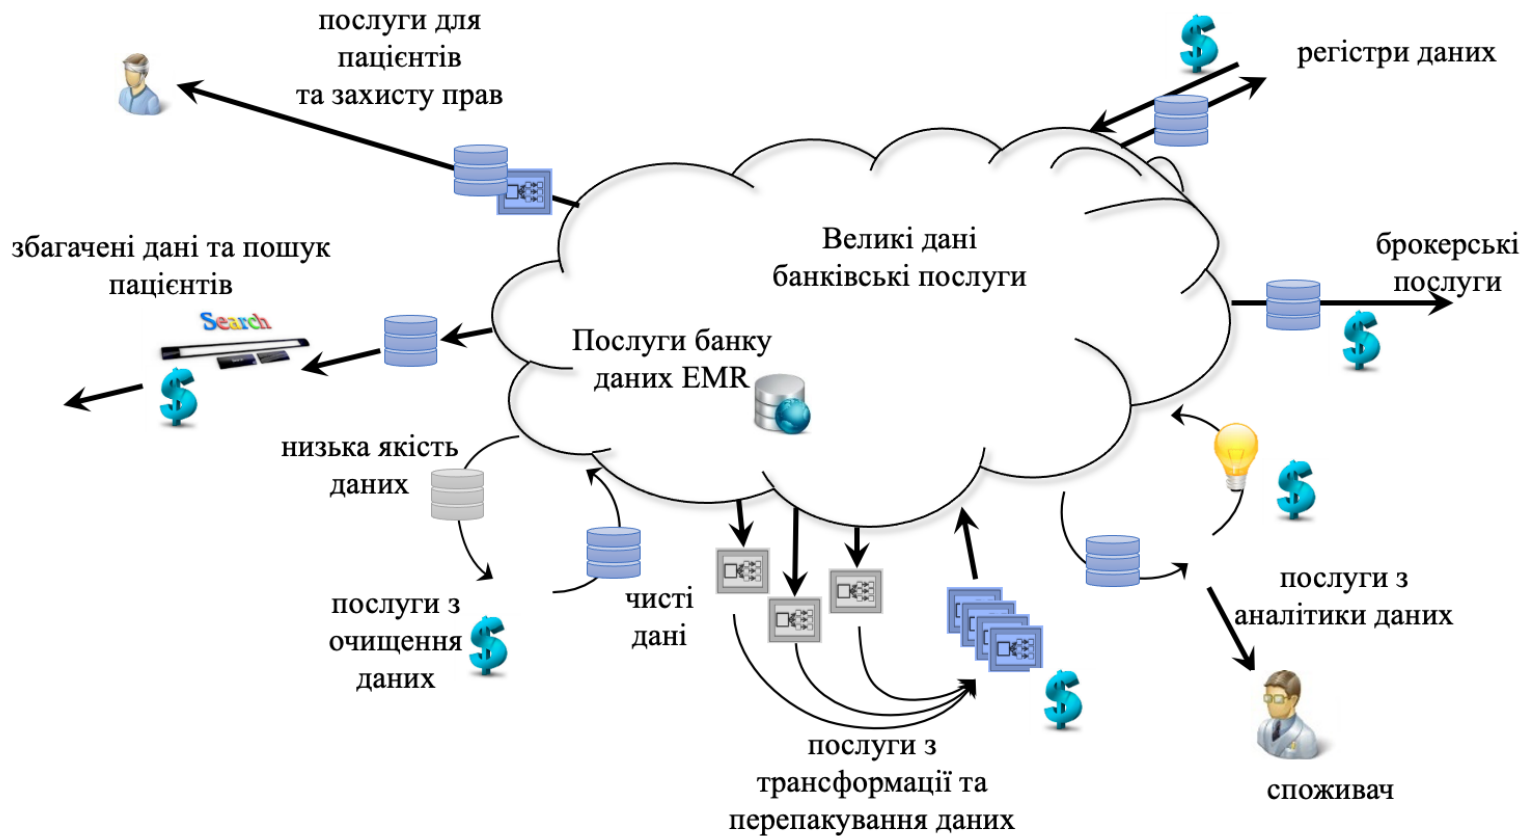 послуги для
пацієнтів
та захисту прав
регістри даних
збагачені дані та пошук
пацієнтів
Search
Великі дані
банківські послуги
брокерські
послуги
Послуги банку
даних EMR
низька якість
даних
чисті
дані
послуги з
очищення
даних
послуги з
аналітики даних
послуги з
трансформації та
перепакування даних
споживач